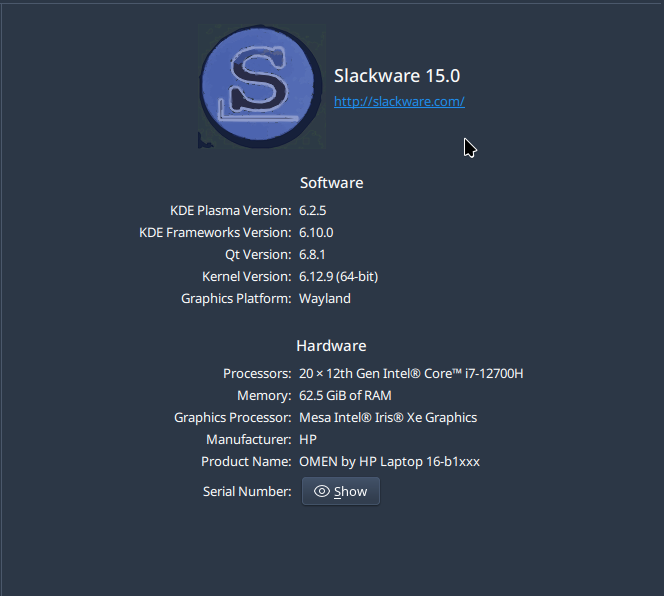 S
Slackware 15.0
http://slackware.com/
Software
KDE Plasma Version: 6.2.5
KDE Frameworks Version: 6.10.0
Qt Version: 6.8.1
Kernel Version: 6.12.9 (64-bit)
Graphics Platform: Wayland
Hardware
Processors: 20 × 12th Gen Intel® Core™ i7-12700H
Memory: 62.5 GiB of RAM
Graphics Processor: Mesa Intel® Iris® Xe Graphics
Manufacturer: HP
Product Name: OMEN by HP Laptop 16-b1xxx
Serial Number: Show